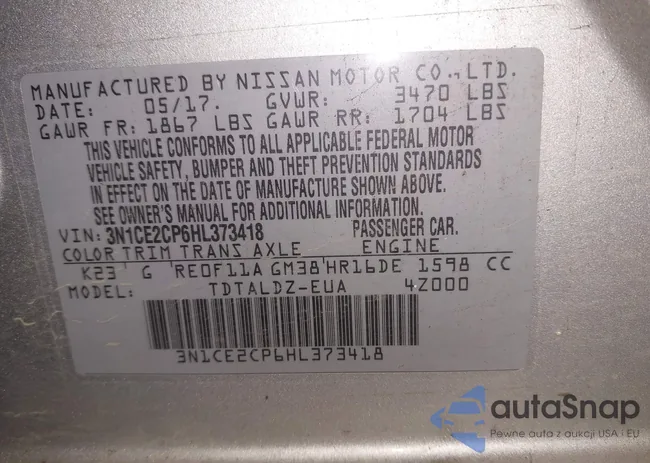 MANUFACTURED BY NISSAN MOTOR CO., LTD.
DATE: 05/17. GVWR: 3470 LBS
GAWR FR: 1867 LBS GAWR RR: 1704 LBS
THIS VEHICLE CONFORMS TO ALL APPLICABLE FEDERAL MOTOR
VEHICLE SAFETY, BUMPER AND THEFT PREVENTION STANDARDS
IN EFFECT ON THE DATE OF MANUFACTURE SHOWN ABOVE.
SEE OWNER'S MANUAL FOR ADDITIONAL INFORMATION.
VIN: 3N1CE2CP6HL373418 PASSENGER CAR.
COLOR TRIM TRANS AXLE ENGINE
K23 G RE0F11A GM38 HR16DE 1598 CC
MODEL: TDTALDZ-EUA 4Z000
3N1CE2CP6HL373418
autaSnap
Pewne auta z aukcji USA i EU